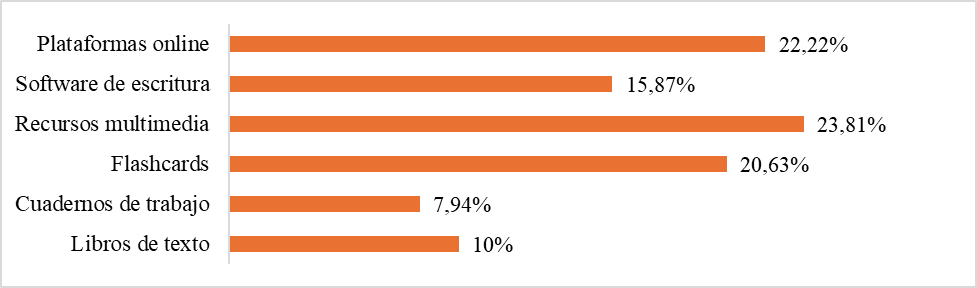 Plataformas online 22,22%
Software de escritura 15,87%
Recursos multimedia 23,81%
Flashcards 20,63%
Cuadernos de trabajo 7,94%
Libros de texto 10%